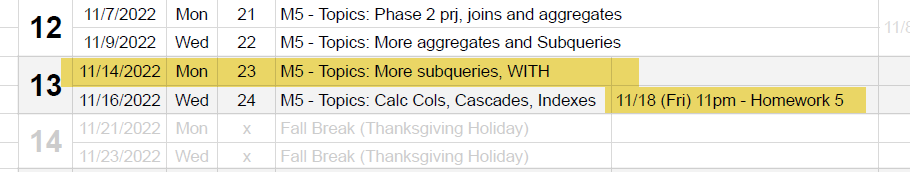 12 11/7/2022 Mon 21 M5 - Topics: Phase 2 prj, joins and aggregates
11/9/2022 Wed 22 M5 - Topics: More aggregates and Subqueries
13 11/14/2022 Mon 23 M5 - Topics: More subqueries, WITH
11/16/2022 Wed 24 M5 - Topics: Calc Cols, Cascades, Indexes 11/18 (Fri) 11pm - Homework 5
14 11/21/2022 Mon x Fall Break (Thanksgiving Holiday)
11/23/2022 Wed x Fall Break (Thanksgiving Holiday)